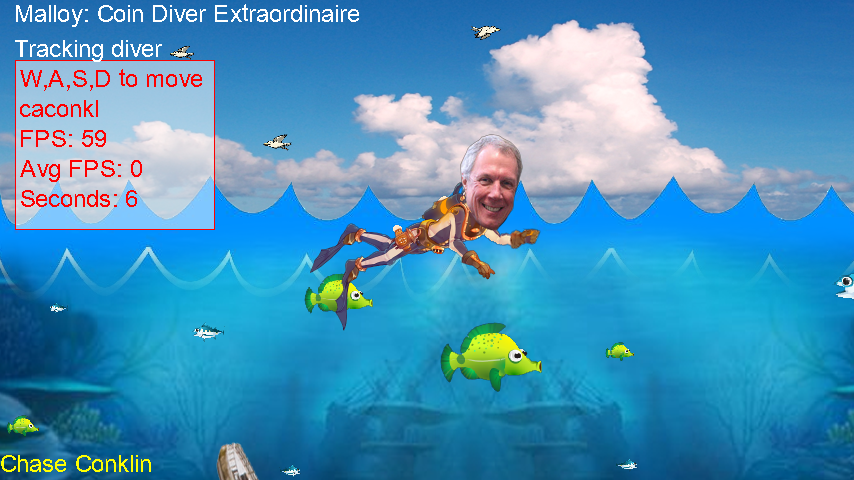 Malloy: Coin Diver Extraordinaire
Tracking diver
W,A,S,D to move
caconkl
FPS: 59
Avg FPS: 0
Seconds: 6
Chase Conklin